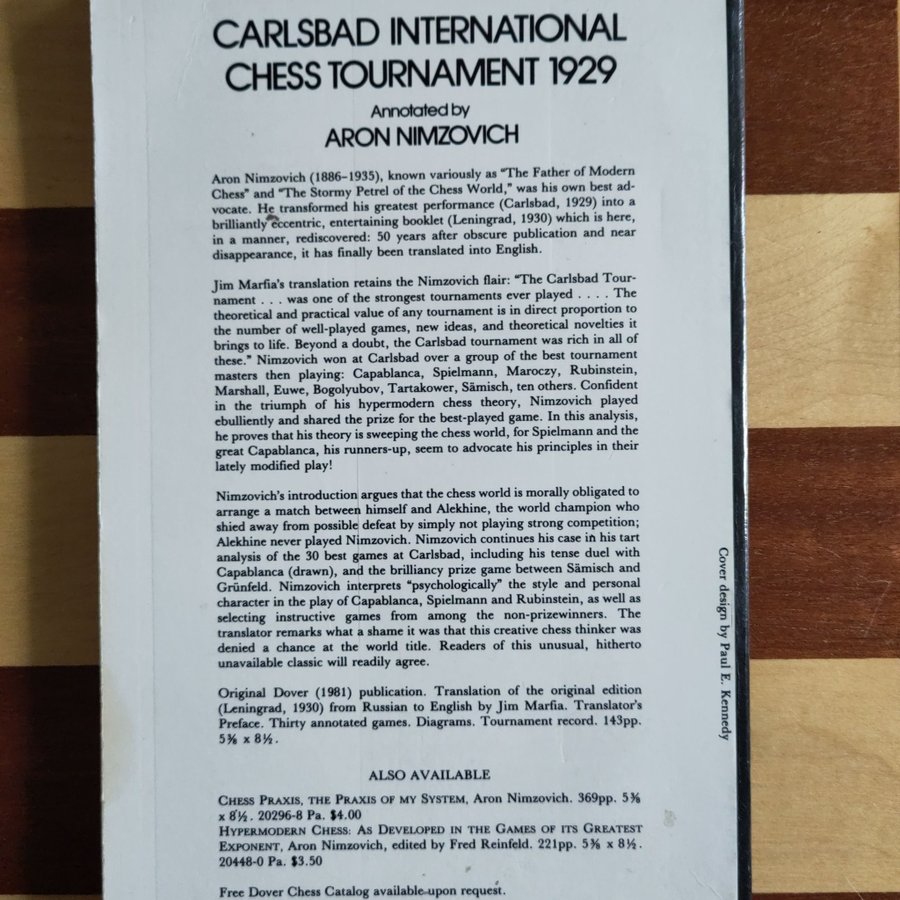 CARLSBAD INTERNATIONAL
CHESS TOURNAMENT 1929
Annotated by
ARON NIMZOVICH
Aron Nimzovich (1886–1935), known variously as “The Father of Modern
Chess” and “The Stormy Petrel of the Chess World,” was his own best ad-
vocate. He transformed his greatest performance (Carlsbad, 1929) into a
brilliantly eccentric, entertaining booklet (Leningrad, 1930) which is here,
in a manner, rediscovered: 50 years after obscure publication and near
disappearance, it has finally been translated into English.
Jim Marfia’s translation retains the Nimzovich flair: “The Carlsbad Tour-
nament . . . was one of the strongest tournaments ever played . . . . The
theoretical and practical value of any tournament is in direct proportion to
the number of well-played games, new ideas, and theoretical novelties it
brings to life. Beyond a doubt, the Carlsbad tournament was rich in all of
these.” Nimzovich won at Carlsbad over a group of the best tournament
masters then playing: Capablanca, Spielmann, Maroczy, Rubinstein,
Marshall, Euwe, Bogolyubov, Tartakower, Sämisch, ten others. Confident
in the triumph of his hypermodern chess theory, Nimzovich played
ebulliently and shared the prize for the best-played game. In this analysis,
he proves that his theory is sweeping the chess world, for Spielmann and the
great Capablanca, his runners-up, seem to advocate his principles in their
lately modified play!
Nimzovich’s introduction argues that the chess world is morally obligated to
arrange a match between himself and Alekhine, the world champion who
shied away from possible defeat by simply not playing strong competition;
Alekhine never played Nimzovich. Nimzovich continues his case in his tart
analysis of the 30 best games at Carlsbad, including his tense duel with
Capablanca (drawn), and the brilliancy prize game between Sämisch and
Grünfeld. Nimzovich interprets “psychologically” the style and personal
character in the play of Capablanca, Spielmann and Rubinstein, as well as
selecting instructive games from among the non-prizewinners. The
translator remarks what a shame it was that this creative chess thinker was
denied a chance at the world title. Readers of this unusual, hitherto
unavailable classic will readily agree.
Original Dover (1981) publication. Translation of the original edition
(Leningrad, 1930) from Russian to English by Jim Marfia. Translator’s
Preface. Thirty annotated games. Diagrams. Tournament record. 143pp.
5⅜ x 8½.
ALSO AVAILABLE
CHESS PRAXIS, THE PRAXIS OF MY SYSTEM, Aron Nimzovich. 369pp. 5⅜
x 8½. 20296-8 Pa. $4.00
HYPERMODERN CHESS: AS DEVELOPED IN THE GAMES OF ITS GREATEST
EXPONENT, Aron Nimzovich, edited by Fred Reinfeld. 221pp. 5⅜ x 8½.
20448-0 Pa. $3.50
Free Dover Chess Catalog available upon request.
Cover design by Paul E. Kennedy